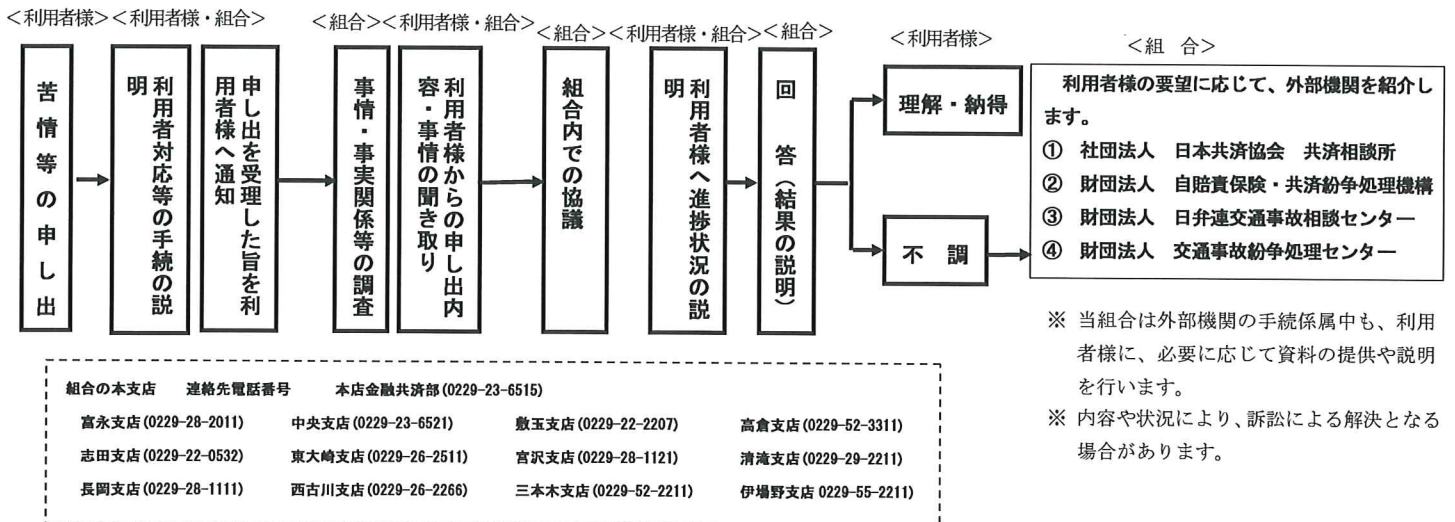 ＜利用者様＞
＜利用者様・組合＞
＜組合＞
＜利用者様・組合＞
＜組合＞
＜利用者様・組合＞
＜組合＞
＜利用者様＞
＜組　合＞
苦情等の申し出
利用者対応等の手続の説
明
申し出を受理した旨を利
用者様へ通知
事情・事実関係等の調査
利用者様からの申し出内
容・事情の聞き取り
組合内での協議
利用者様へ進捗状況の説
明
回　答（結果の説明）
理解・納得
不　調
利用者様の要望に応じて、外部機関を紹介し
ます。
①　社団法人　日本共済協会　共済相談所
②　財団法人　自賠責保険・共済紛争処理機構
③　財団法人　日弁連交通事故相談センター
④　財団法人　交通事故紛争処理センター
※ 当組合は外部機関の手続係属中も、利用
者様に、必要に応じて資料の提供や説明
を行います。
※ 内容や状況により、訴訟による解決となる
場合があります。
組合の本支店　連絡先電話番号　本店金融共済部(0229-23-6515)
富永支店(0229-28-2011)　中央支店(0229-23-6521)　敷玉支店(0229-22-2207)　高倉支店(0229-52-3311)
志田支店(0229-22-0532)　東大崎支店(0229-26-2511)　宮沢支店(0229-28-1121)　清滝支店(0229-29-2211)
長岡支店(0229-28-1111)　西古川支店(0229-26-2266)　三本木支店(0229-52-2211)　伊場野支店 0229-55-2211)